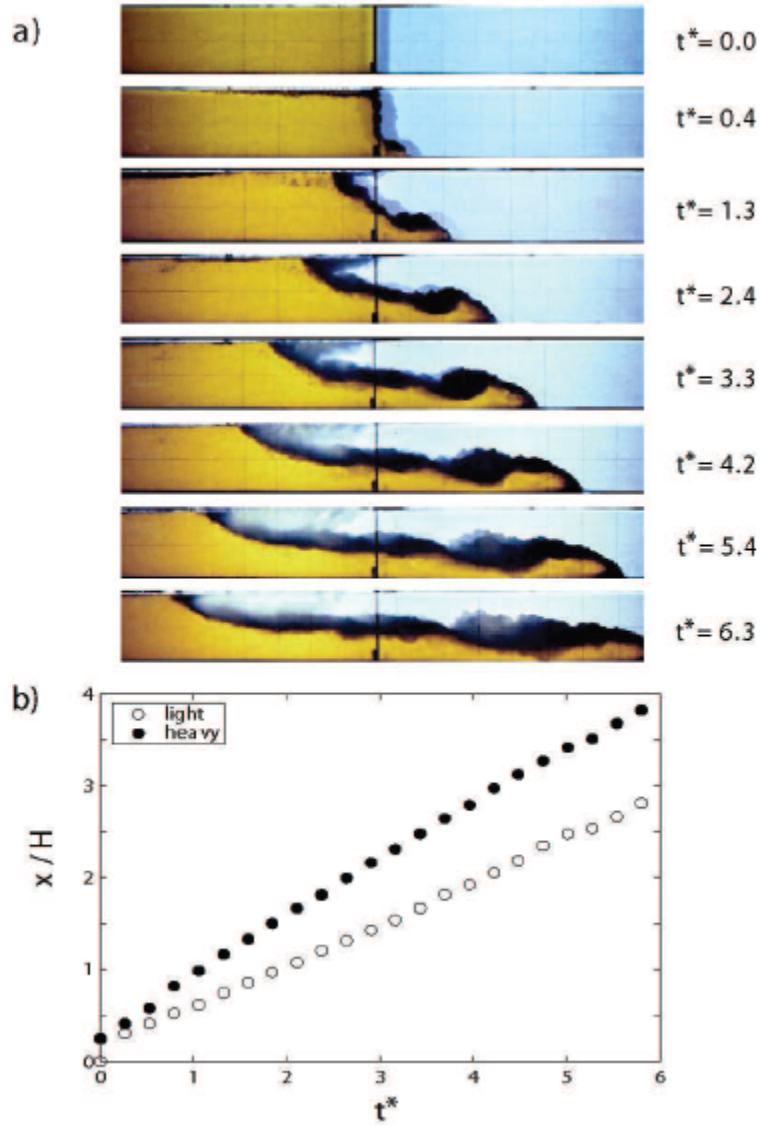 a)
t*= 0.0
t*= 0.4
t*= 1.3
t*= 2.4
t*= 3.3
t*= 4.2
t*= 5.4
t*= 6.3
b)
4
3
2
1
0
light
heavy
x / H
0 1 2 3 4 5 6
t*